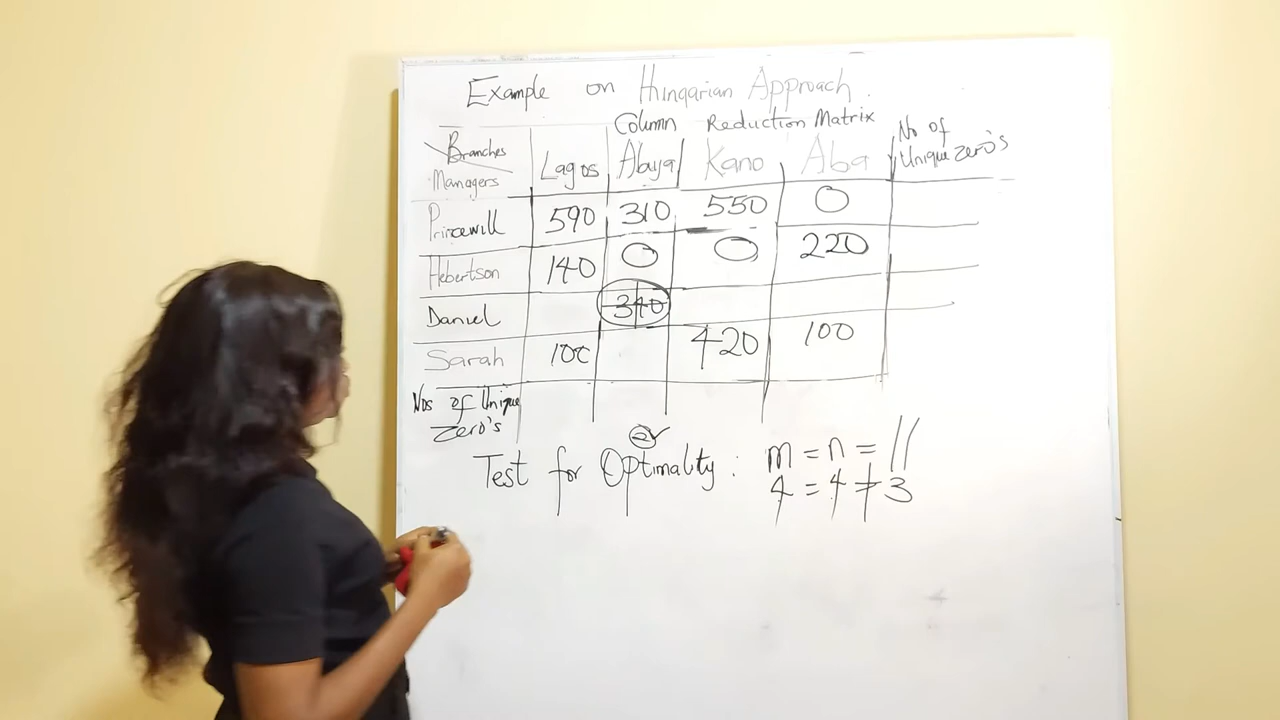 Example on Hungarian Approach.
Column Reduction Matrix
Branches Managers Lagos Abuja Kano Aba No of Unique zero's
Princewill 590 310 550 0
Hebertson 140 0 0 220
Daniel 340
Sarah 100 420 100
Nos of Unique zero's
2
Test for Optimality: m = n = //
4 = 4 ≠ 3